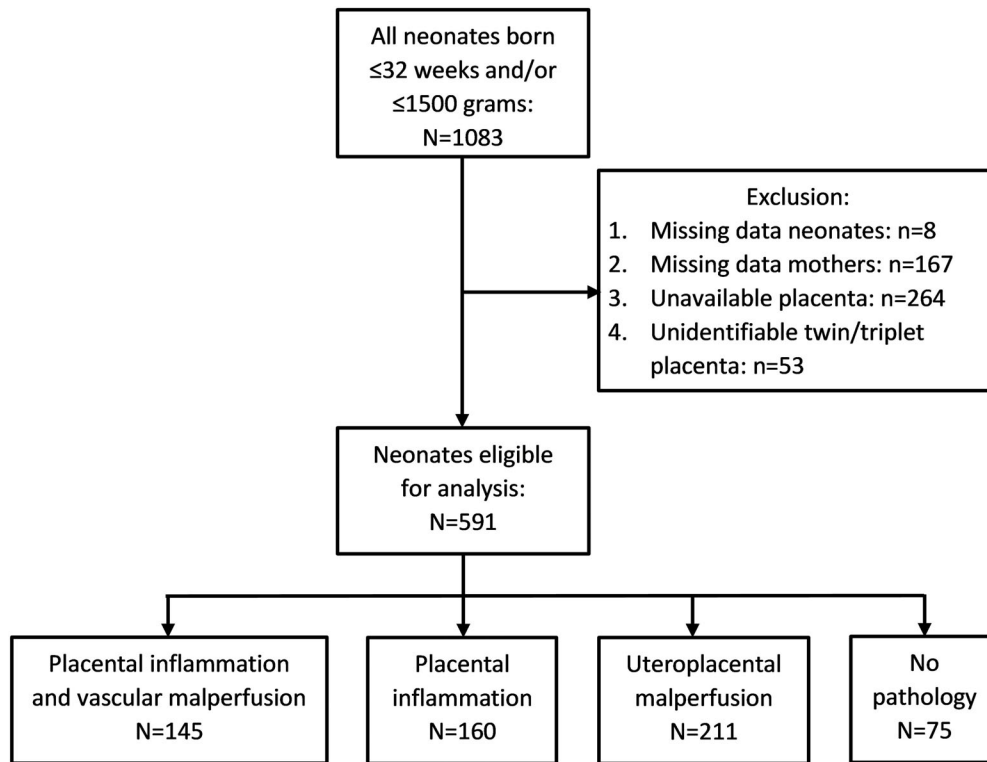 All neonates born
≤32 weeks and/or
≤1500 grams:
N=1083
Exclusion:
1. Missing data neonates: n=8
2. Missing data mothers: n=167
3. Unavailable placenta: n=264
4. Unidentifiable twin/triplet
placenta: n=53
Neonates eligible
for analysis:
N=591
Placental inflammation
and vascular malperfusion
N=145
Placental
inflammation
N=160
Uteroplacental
malperfusion
N=211
No
pathology
N=75